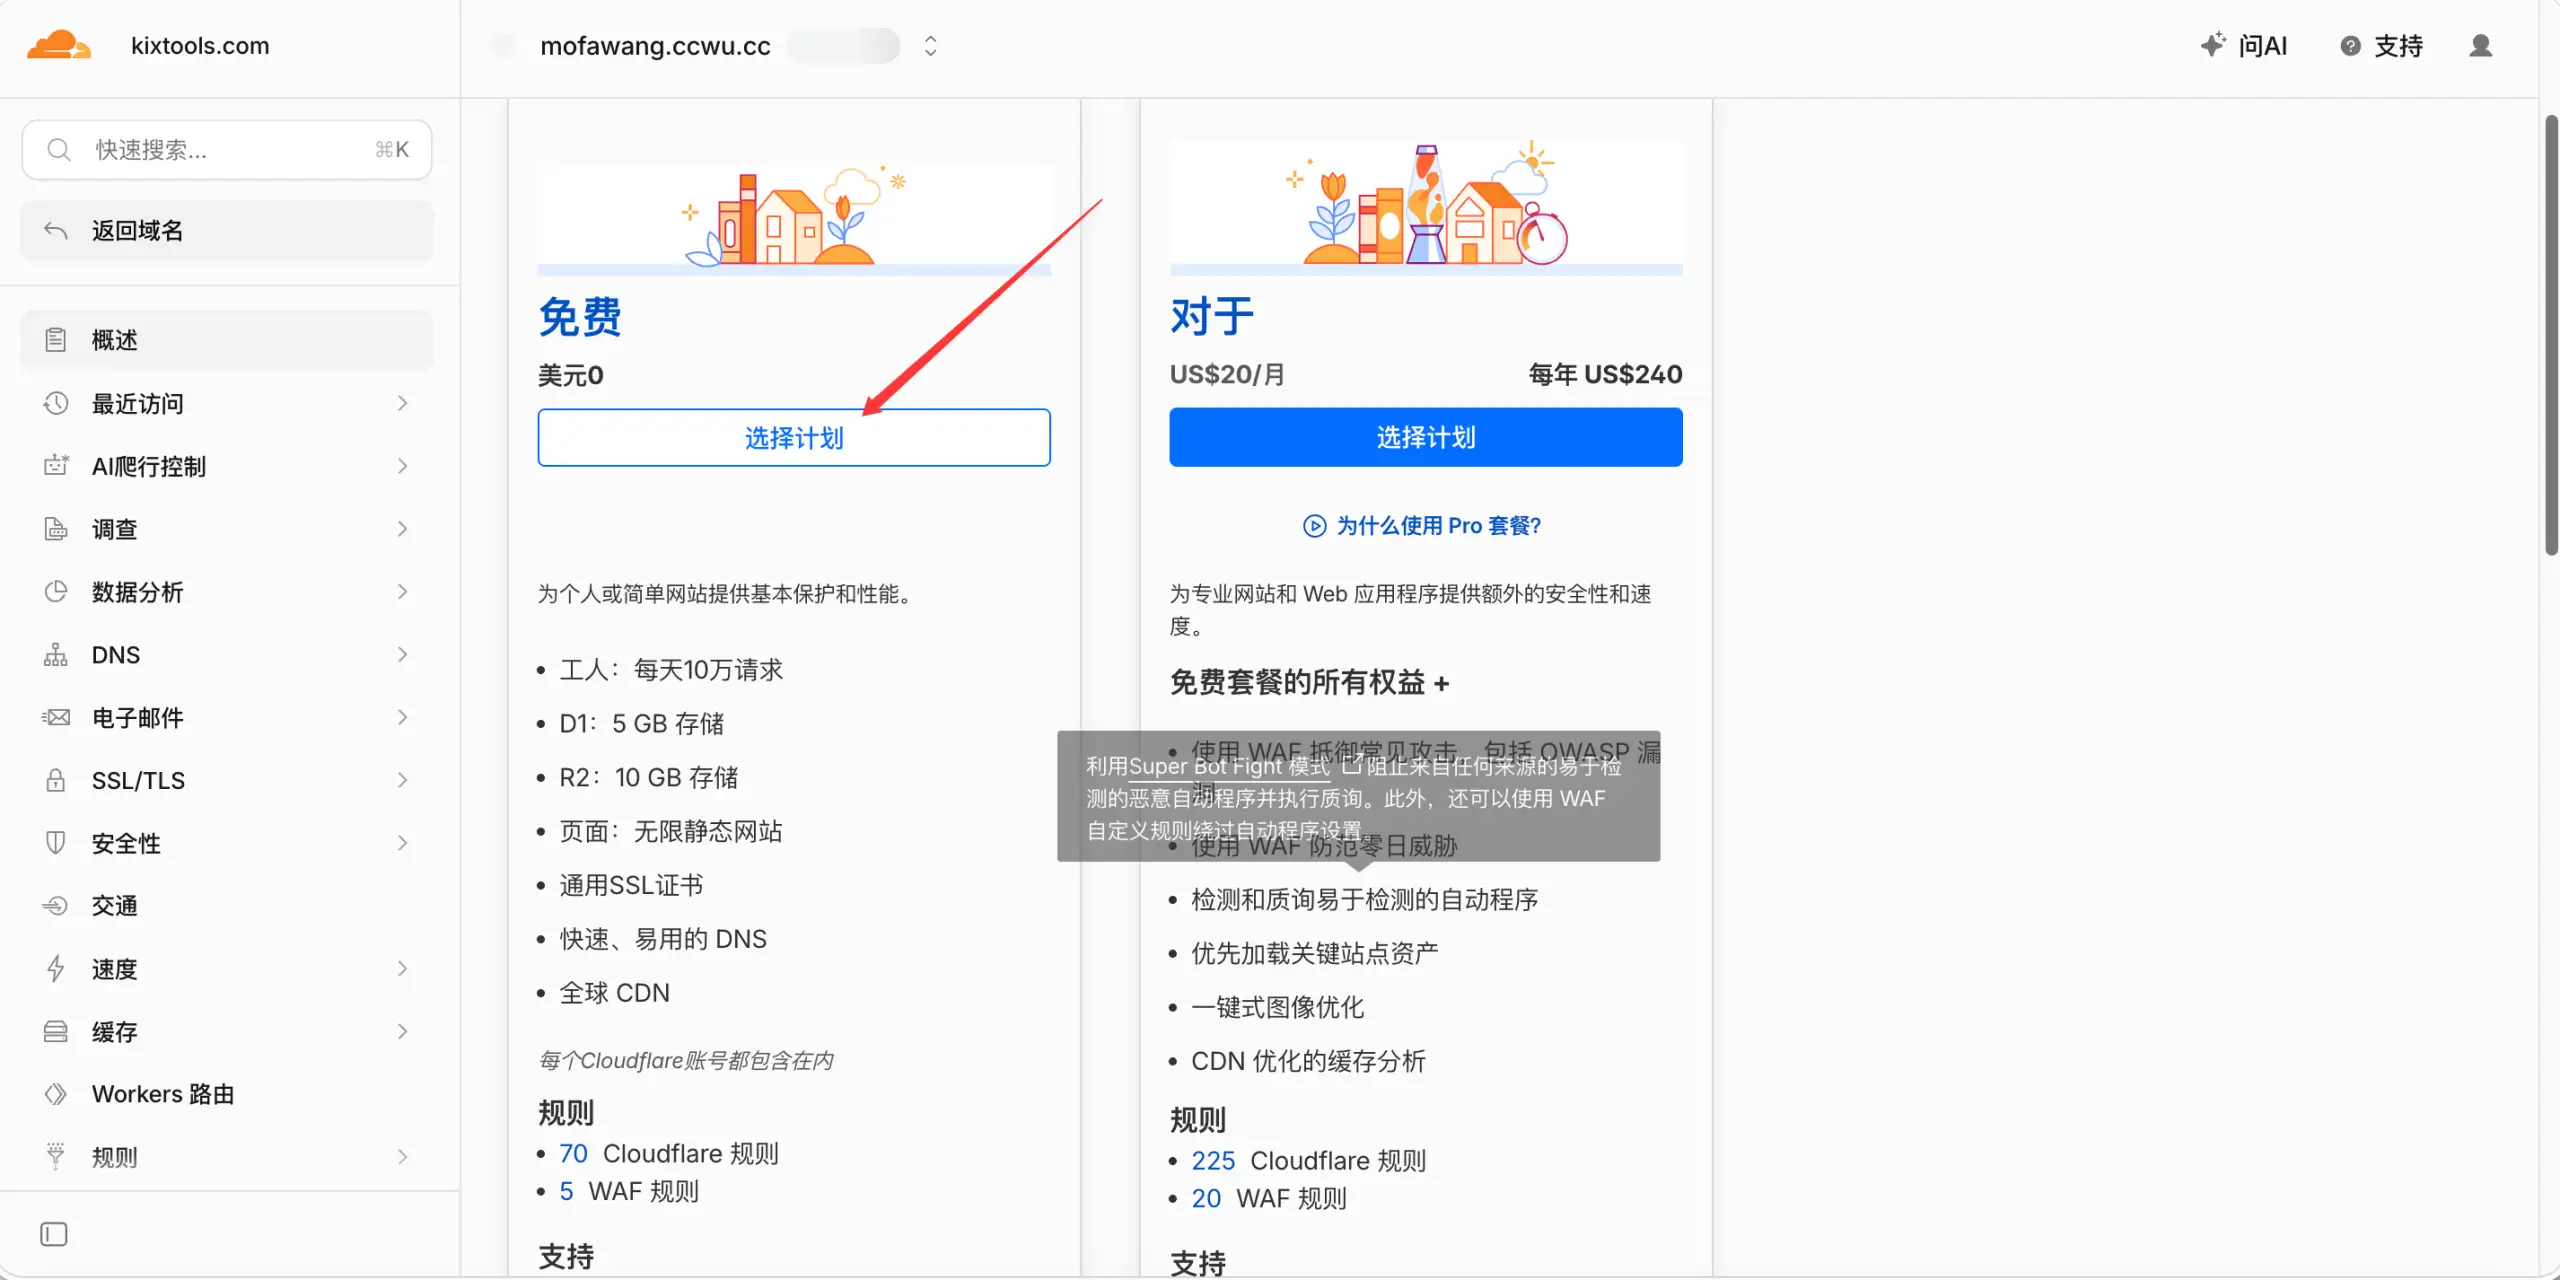 kixtools.com
mofawang.ccwu.cc
问AI
支持
快速搜索...
⌘K
返回域名
概述
最近访问
AI爬行控制
调查
数据分析
DNS
电子邮件
SSL/TLS
安全性
交通
速度
缓存
Workers 路由
规则
免费
美元0
选择计划
为个人或简单网站提供基本保护和性能。
• 工人：每天10万请求
• D1：5 GB 存储
• R2：10 GB 存储
• 页面：无限静态网站
• 通用SSL证书
• 快速、易用的 DNS
• 全球 CDN
每个Cloudflare账号都包含在内
规则
• 70 Cloudflare 规则
• 5 WAF 规则
支持
对于
US$20/月
每年 US$240
选择计划
为什么使用 Pro 套餐?
为专业网站和 Web 应用程序提供额外的安全性和速
度。
免费套餐的所有权益 +
• 使用 WAF 抵御常见攻击，包括 OWASP 漏
洞
• 使用 WAF 防范零日威胁
利用Super Bot Fight 模式 阻止来自任何来源的易于检
测的恶意自动程序并执行质询。此外，还可以使用 WAF
自定义规则绕过自动程序设置。
• 检测和质询易于检测的自动程序
• 优先加载关键站点资产
• 一键式图像优化
• CDN 优化的缓存分析
规则
• 225 Cloudflare 规则
• 20 WAF 规则
支持